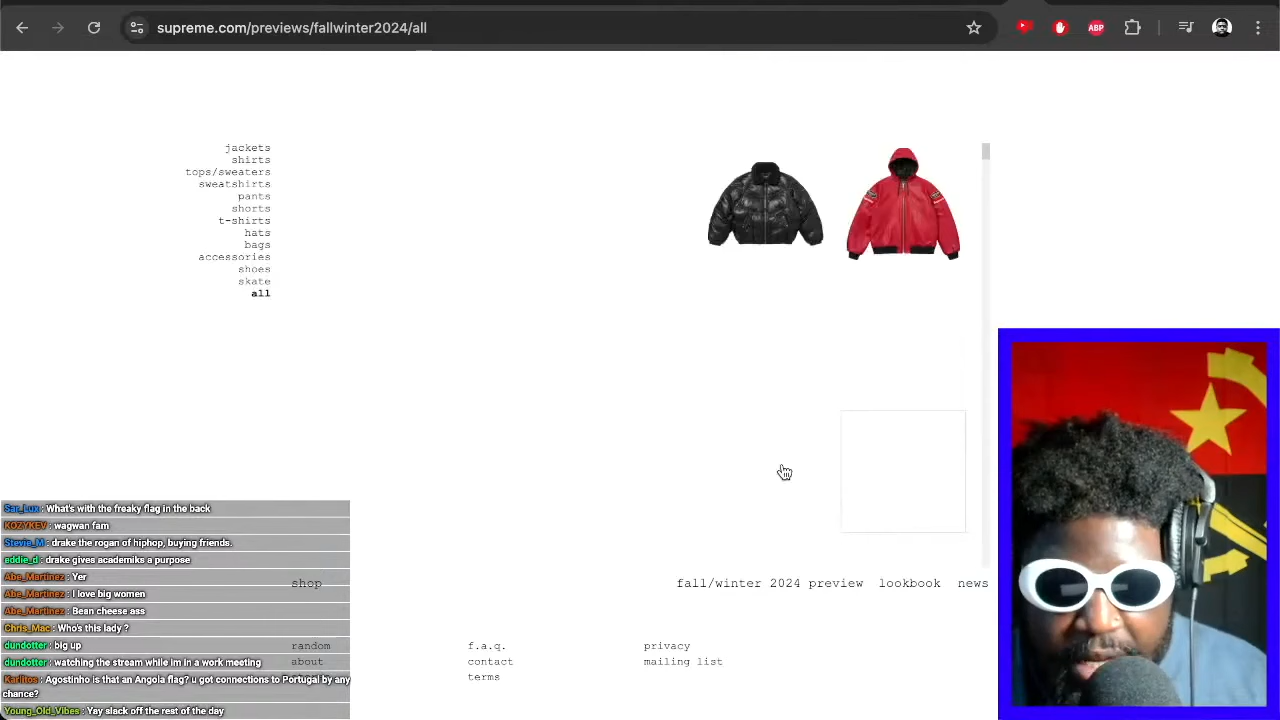 supreme.com/previews/fallwinter2024/all
ABP
jackets
shirts
tops/sweaters
sweatshirts
pants
shorts
t-shirts
hats
bags
accessories
shoes
skate
all
Sar_Lux : What's with the freaky flag in the back
KOZYKEV : wagwan fam
Stevie_M : drake the rogan of hiphop, buying friends.
eddie_d : drake gives academiks a purpose
Abe_Martinez : Yer
Abe_Martinez : I love big women
Abe_Martinez : Bean cheese ass
Chris_Mac : Who's this lady ?
dundotter : big up
dundotter : watching the stream while im in a work meeting
Karlitos : Agostinho is that an Angola flag? u got connections to Portugal by any
chance?
Young_Old_Vibes : Yay slack off the rest of the day
shop
fall/winter 2024 preview lookbook news
random f.a.q. privacy
about contact mailing list
terms